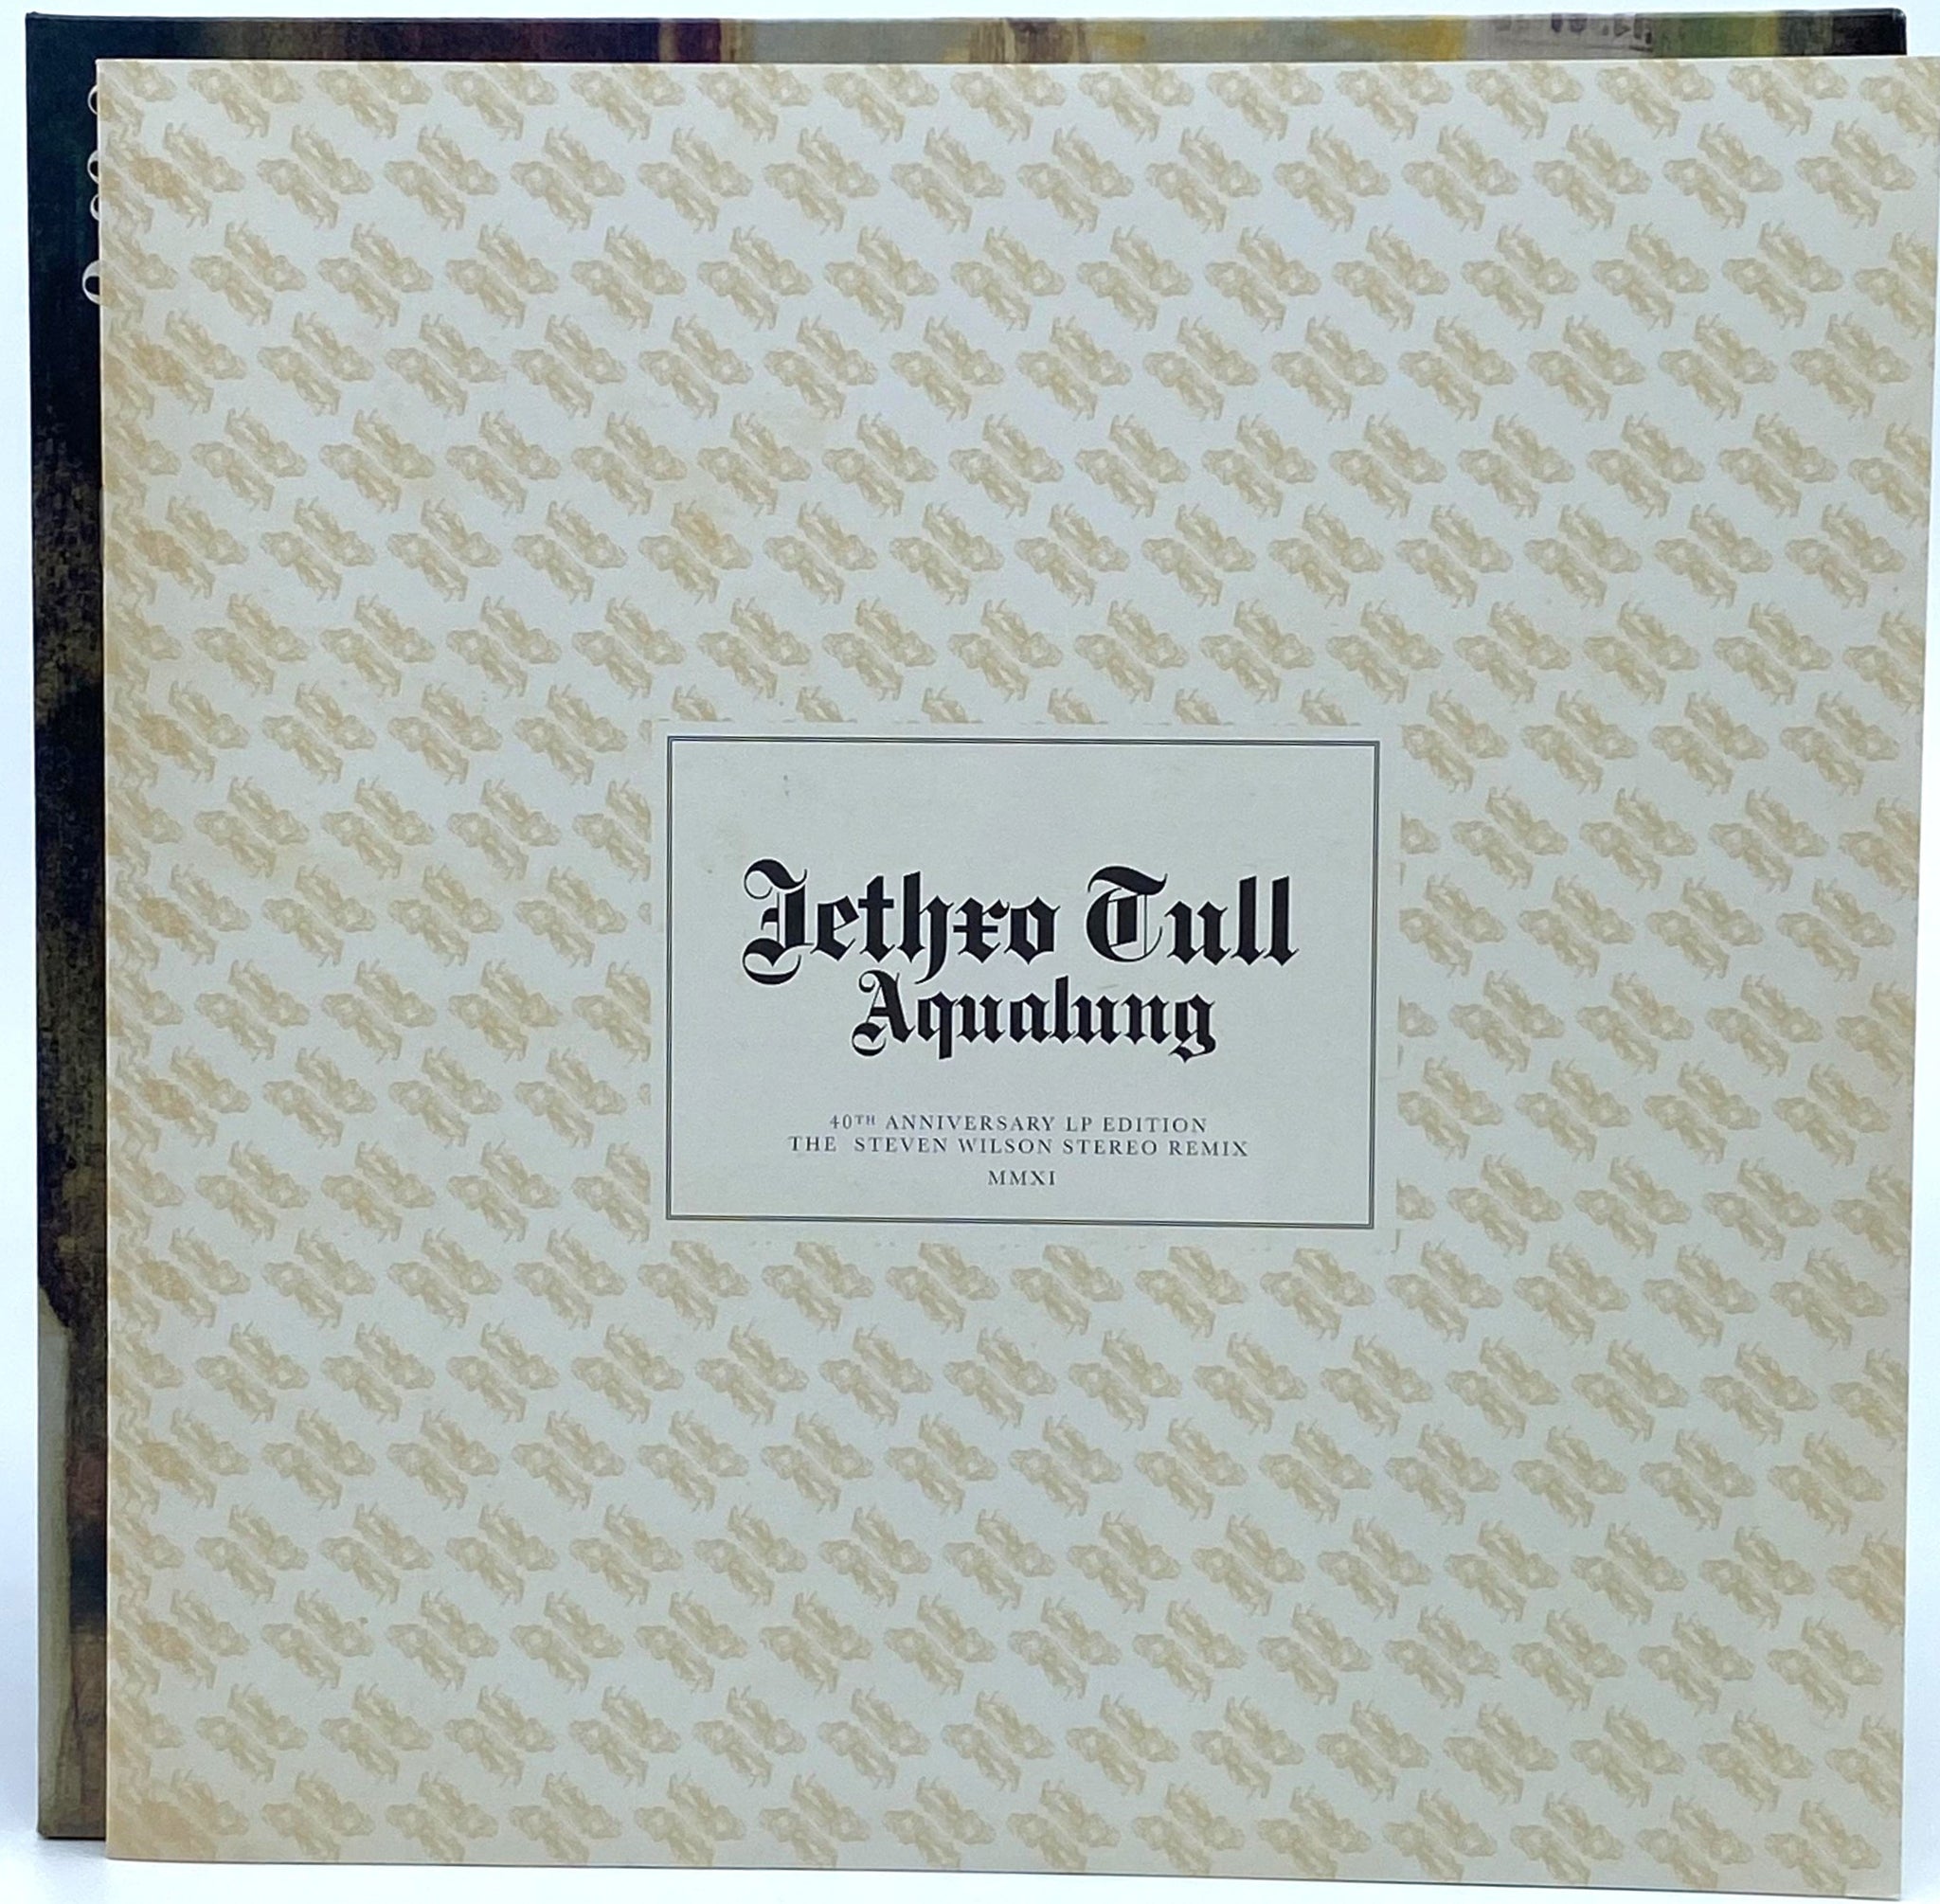 Jethro Tull
Aqualung
40TH ANNIVERSARY LP EDITION
THE STEVEN WILSON STEREO REMIX
MMXI